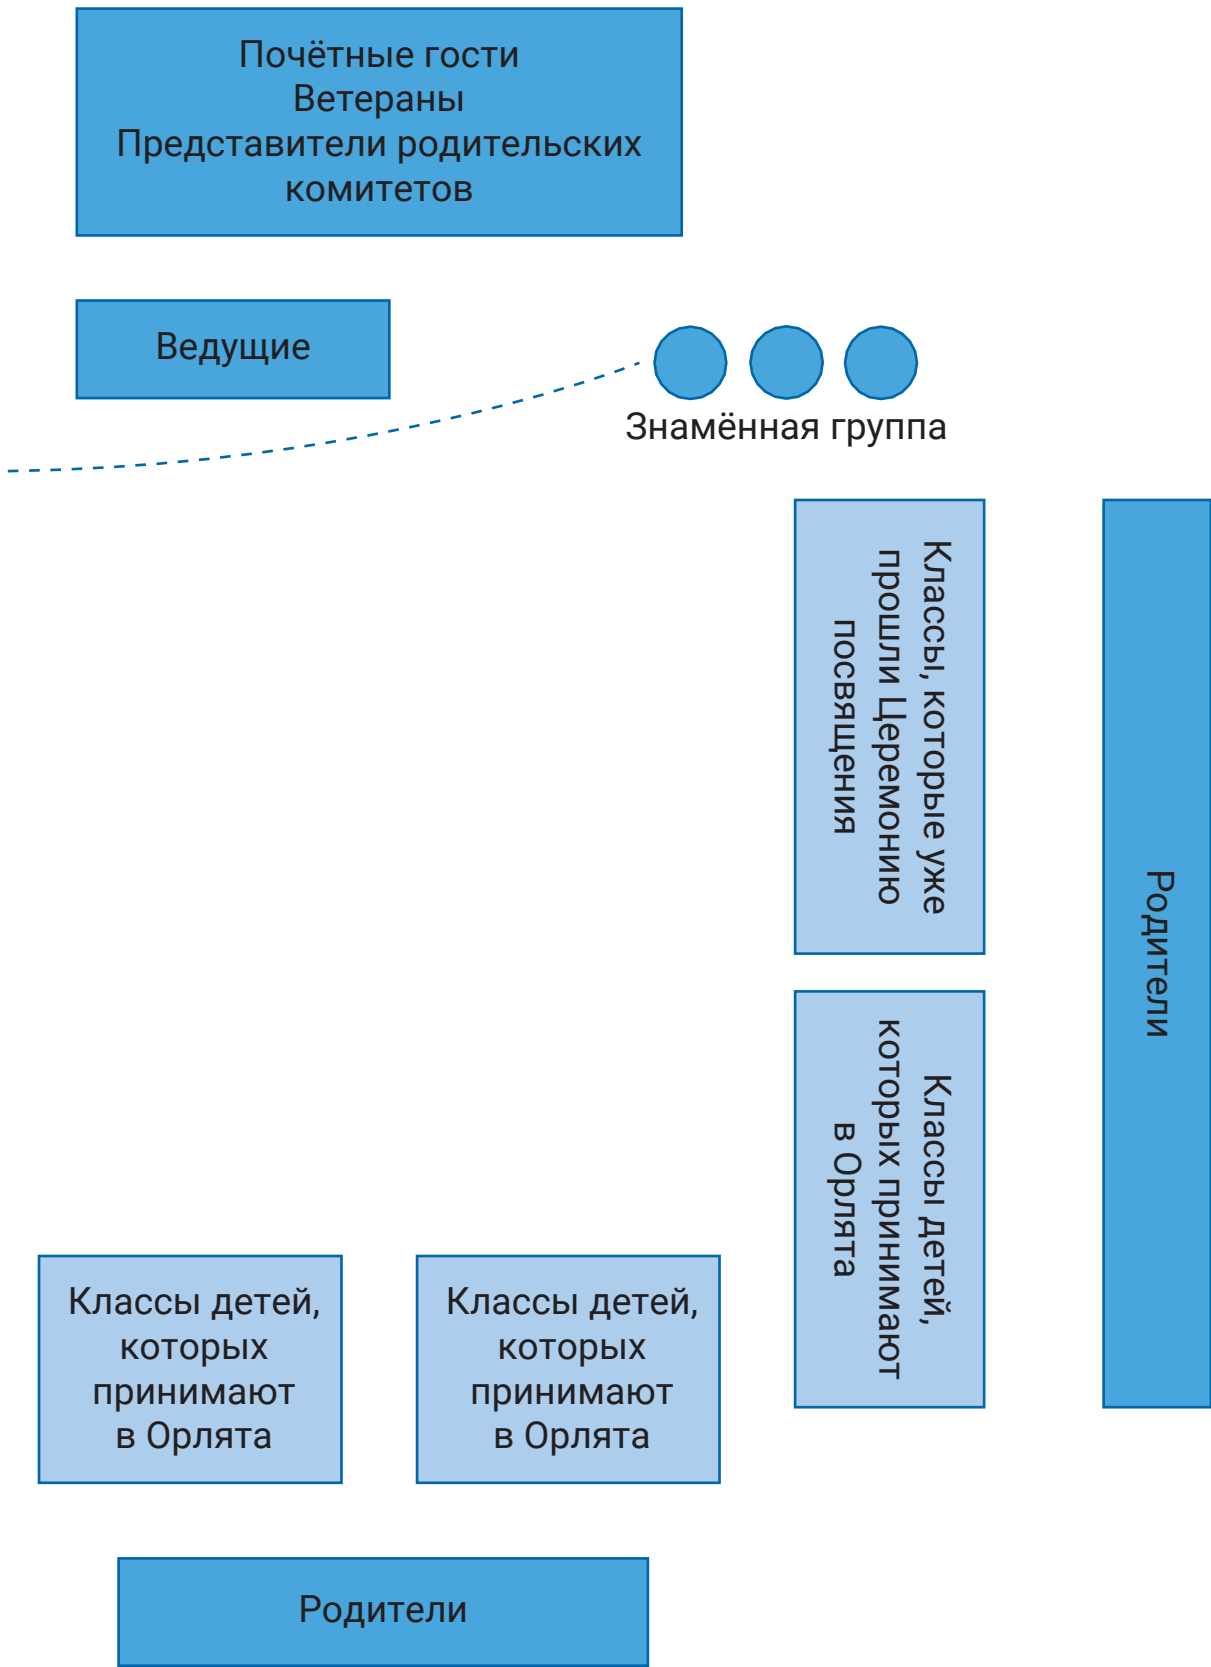 Почётные гости
Ветераны
Представители родительских
комитетов
Ведущие
Знамённая группа
Классы, которые уже
прошли Церемонию
посвящения
Родители
Классы детей,
которых принимают
в Орлята
Классы детей,
которых
принимают
в Орлята
Классы детей,
которых
принимают
в Орлята
Родители